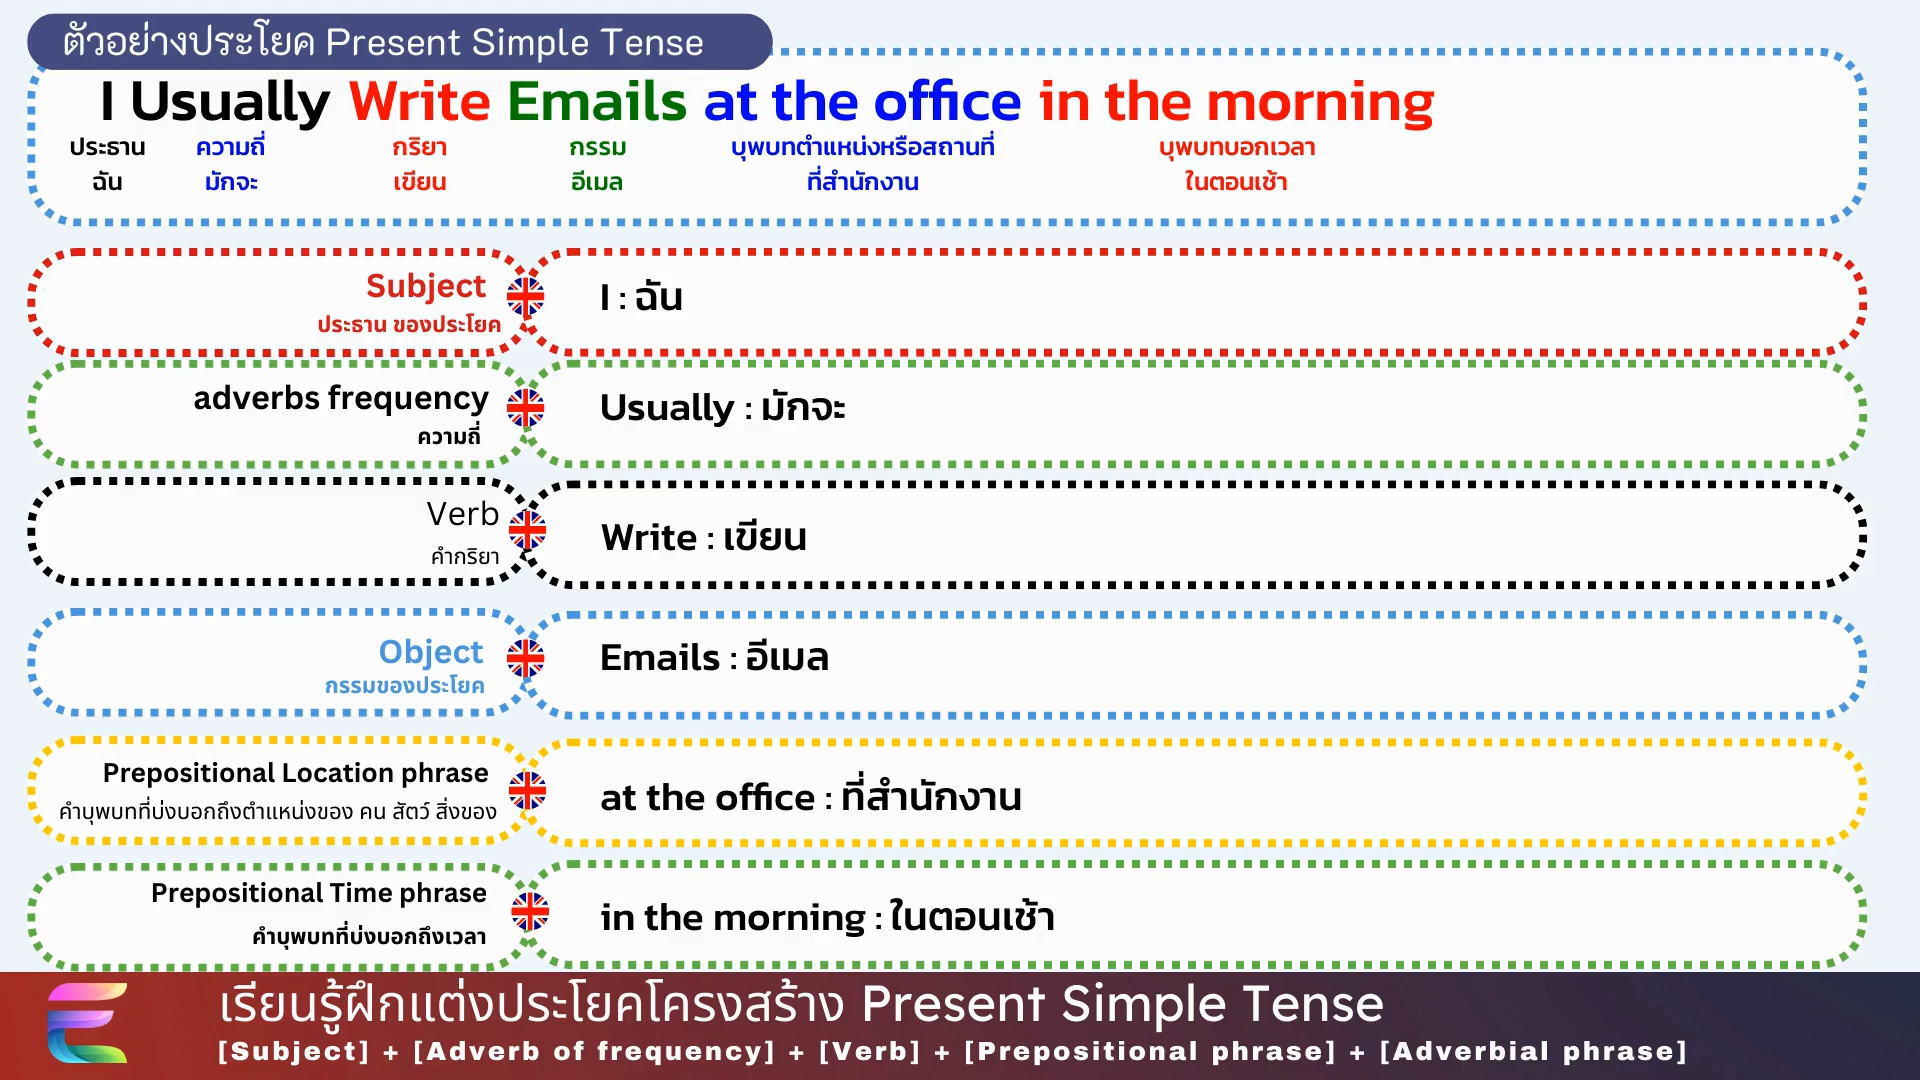 ตัวอย่างประโยค Present Simple Tense
I Usually Write Emails at the office in the morning
ประธาน ความถี่ กริยา กรรม บุพบทตำแหน่งหรือสถานที่ บุพบทบอกเวลา
ฉัน มักจะ เขียน อีเมล ที่สำนักงาน ในตอนเช้า
Subject
ประธาน ของประโยค
I : ฉัน
adverbs frequency
ความถี่
Usually : มักจะ
Verb
คำกริยา
Write : เขียน
Object
กรรมของประโยค
Emails : อีเมล
Prepositional Location phrase
คำบุพบทที่บ่งบอกถึงตำแหน่งของ คน สัตว์ สิ่งของ
at the office : ที่สำนักงาน
Prepositional Time phrase
คำบุพบทที่บ่งบอกถึงเวลา
in the morning : ในตอนเช้า
เรียนรู้ฝึกแต่งประโยคโครงสร้าง Present Simple Tense
[Subject] + [Adverb of frequency] + [Verb] + [Prepositional phrase] + [Adverbial phrase]